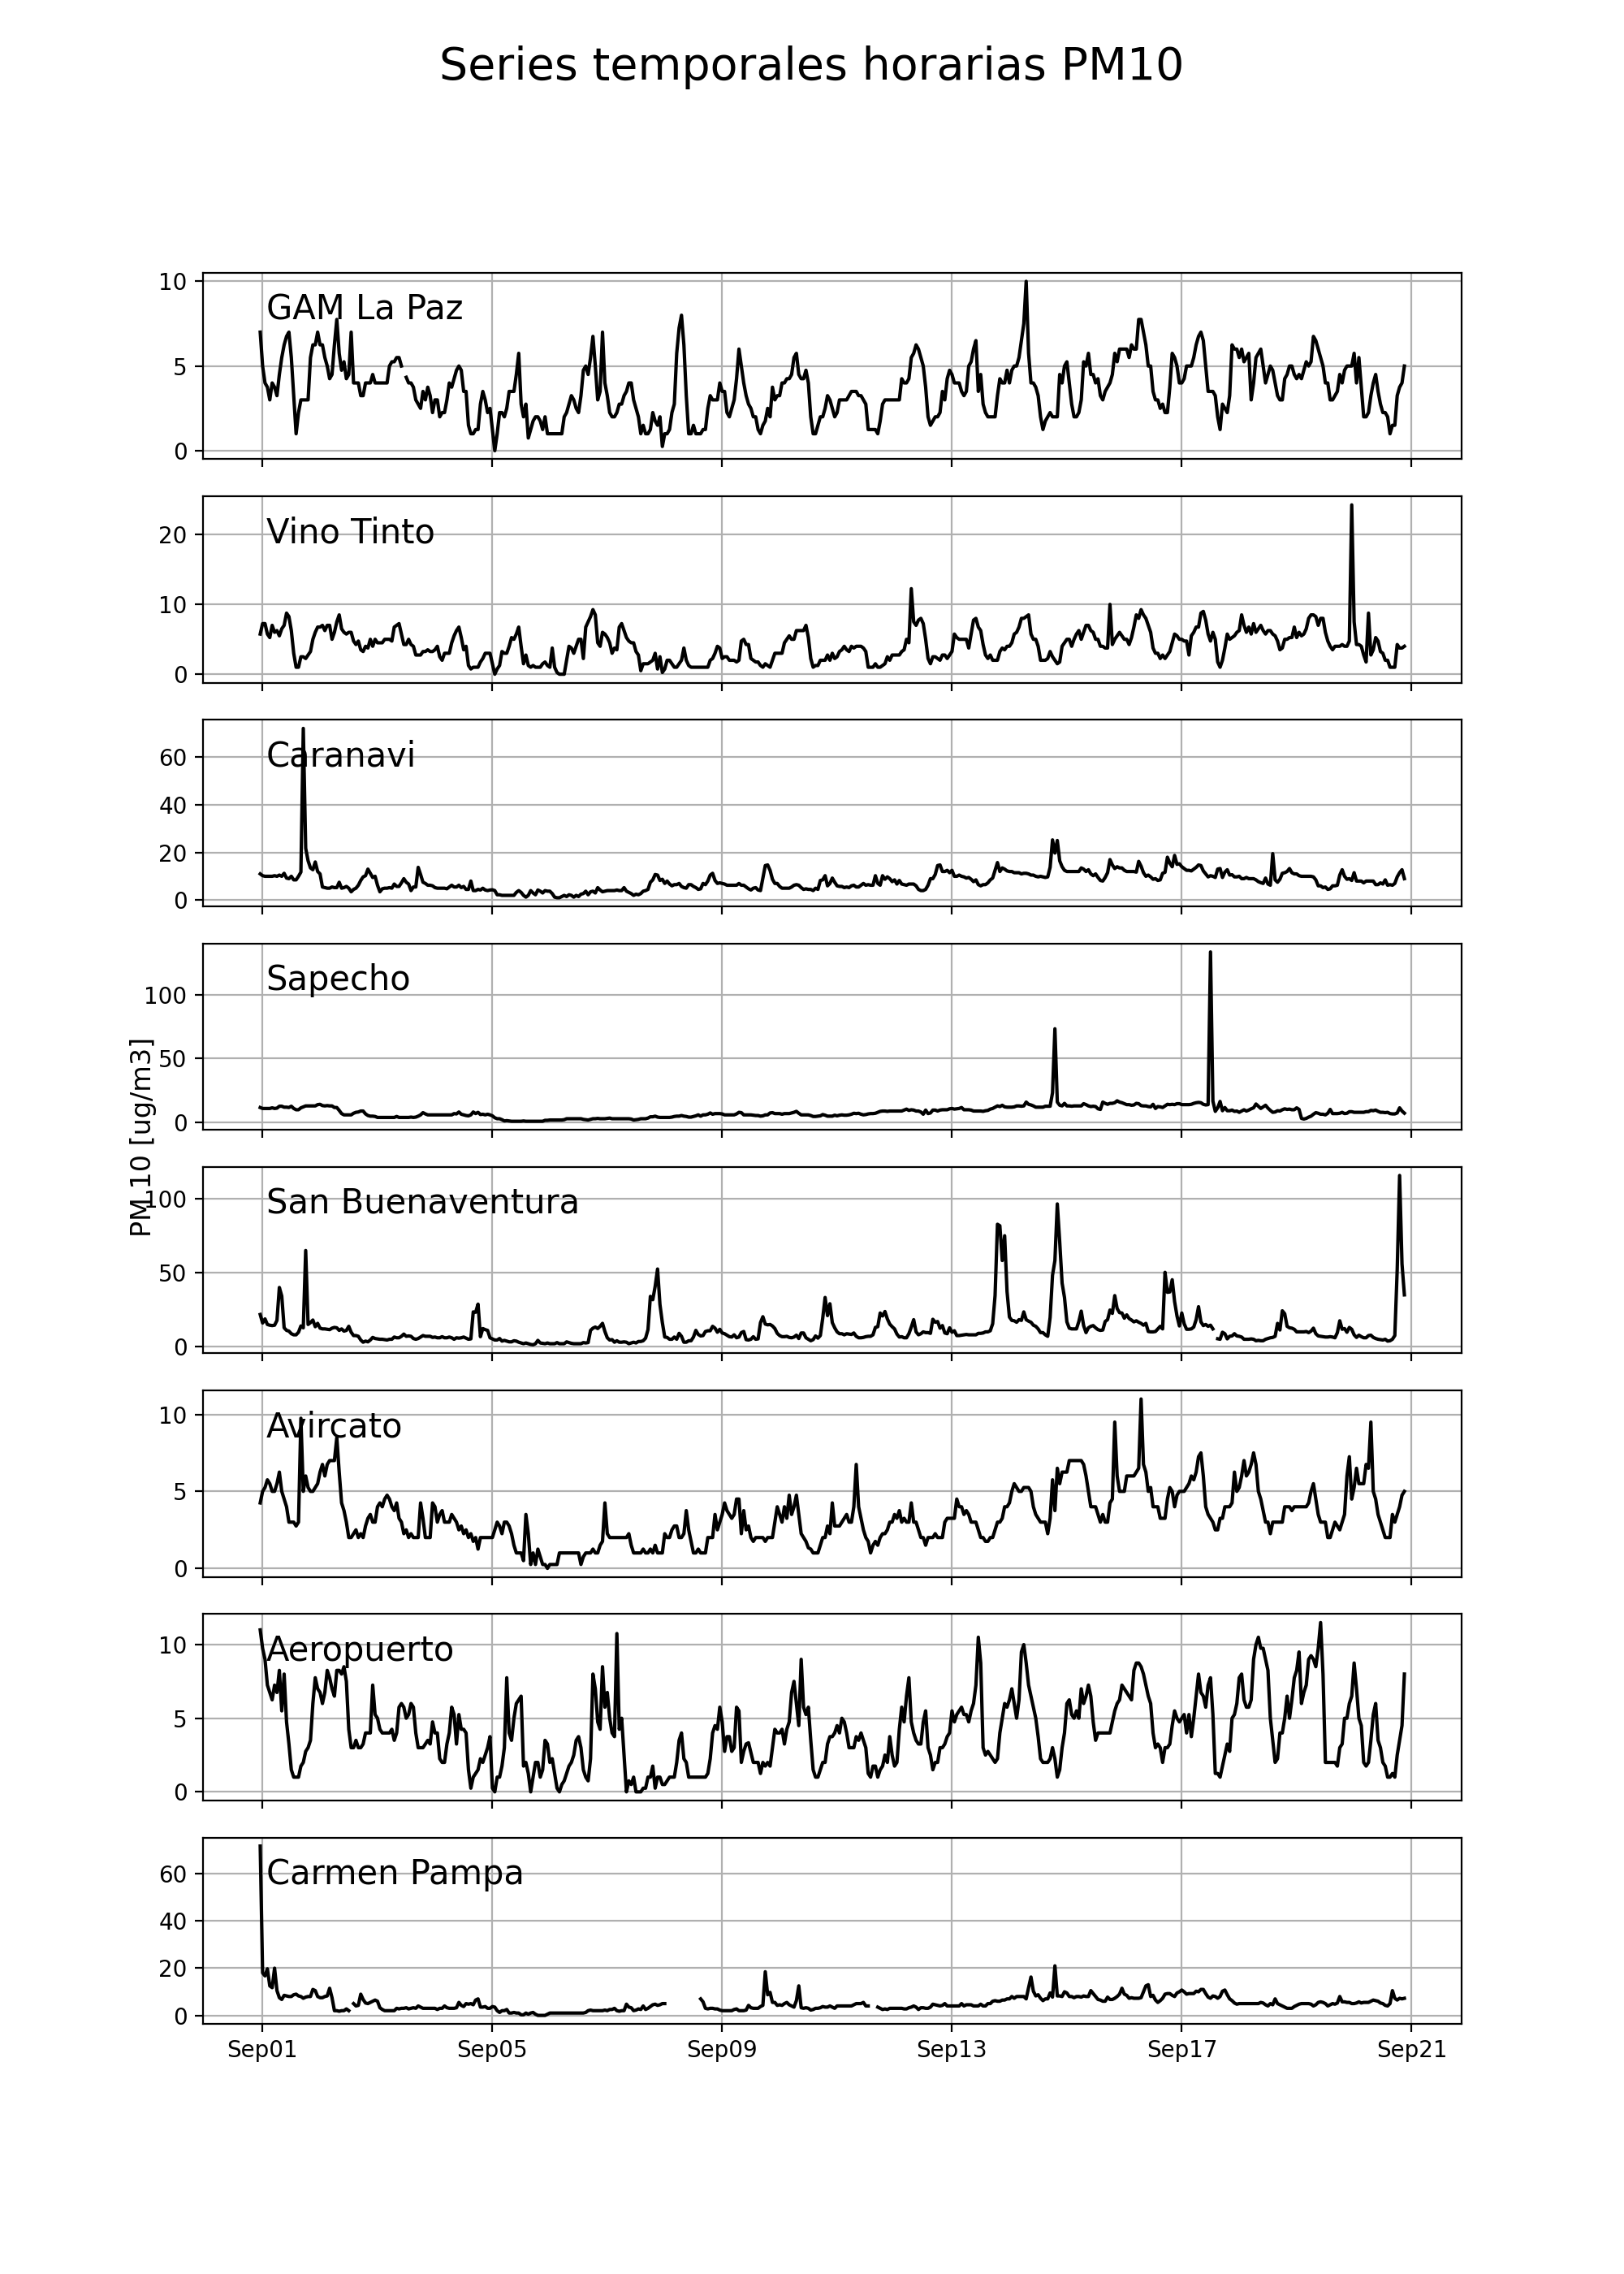 Series temporales horarias PM10
PM 10 [ug/m3]
10
5
0
GAM La Paz
20
10
0
Vino Tinto
60
40
20
0
Caranavi
100
50
0
Sapecho
100
50
0
San Buenaventura
10
5
0
Avircato
10
5
0
Aeropuerto
60
40
20
0
Carmen Pampa
Sep01 Sep05 Sep09 Sep13 Sep17 Sep21